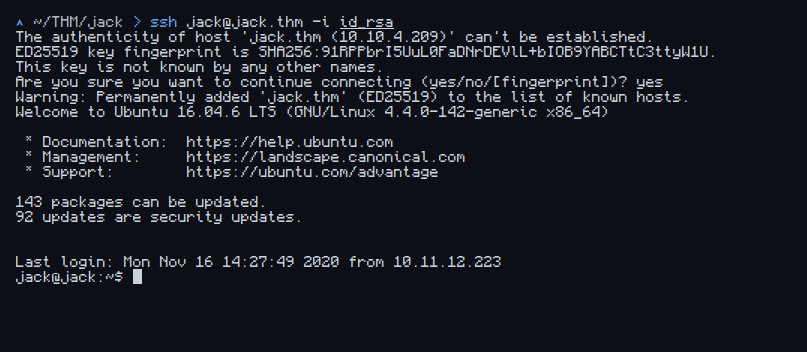 ^ ~/THM/jack > ssh jack@jack.thm -i id_rsa
The authenticity of host 'jack.thm (10.10.4.209)' can't be established.
ED25519 key fingerprint is SHA256:91RPPbrI5UuL0FaDNrDEVlL+bIOB9YABCTtC3ttyW1U.
This key is not known by any other names.
Are you sure you want to continue connecting (yes/no/[fingerprint])? yes
Warning: Permanently added 'jack.thm' (ED25519) to the list of known hosts.
Welcome to Ubuntu 16.04.6 LTS (GNU/Linux 4.4.0-142-generic x86_64)
* Documentation:  https://help.ubuntu.com
* Management:     https://landscape.canonical.com
* Support:        https://ubuntu.com/advantage
143 packages can be updated.
92 updates are security updates.
Last login: Mon Nov 16 14:27:49 2020 from 10.11.12.223
jack@jack:~$